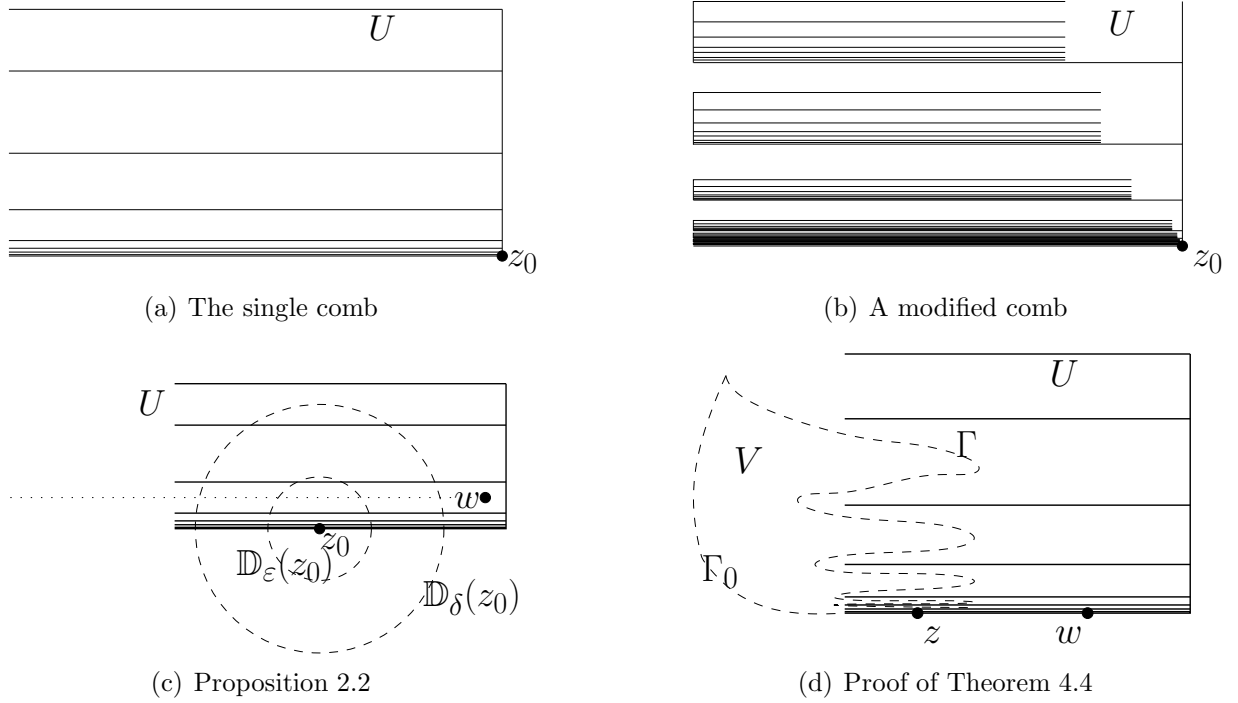 U
U
z₀
z₀
(a) The single comb
(b) A modified comb
U
w
z₀
𝔻ε(z₀)
𝔻δ(z₀)
(c) Proposition 2.2
U
Γ
V
Γ₀
z
w
(d) Proof of Theorem 4.4